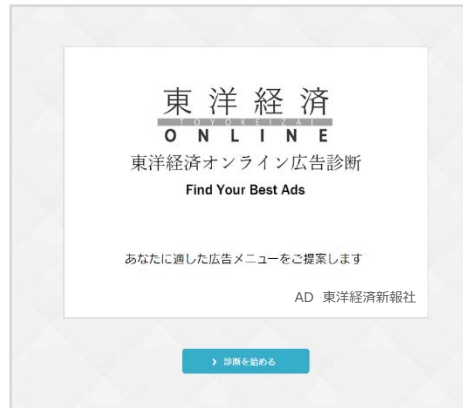 東洋経済
TOYOKEIZAI
ONLINE
東洋経済オンライン広告診断
Find Your Best Ads
あなたに適した広告メニューをご提案します
AD 東洋経済新報社
› 診断を始める